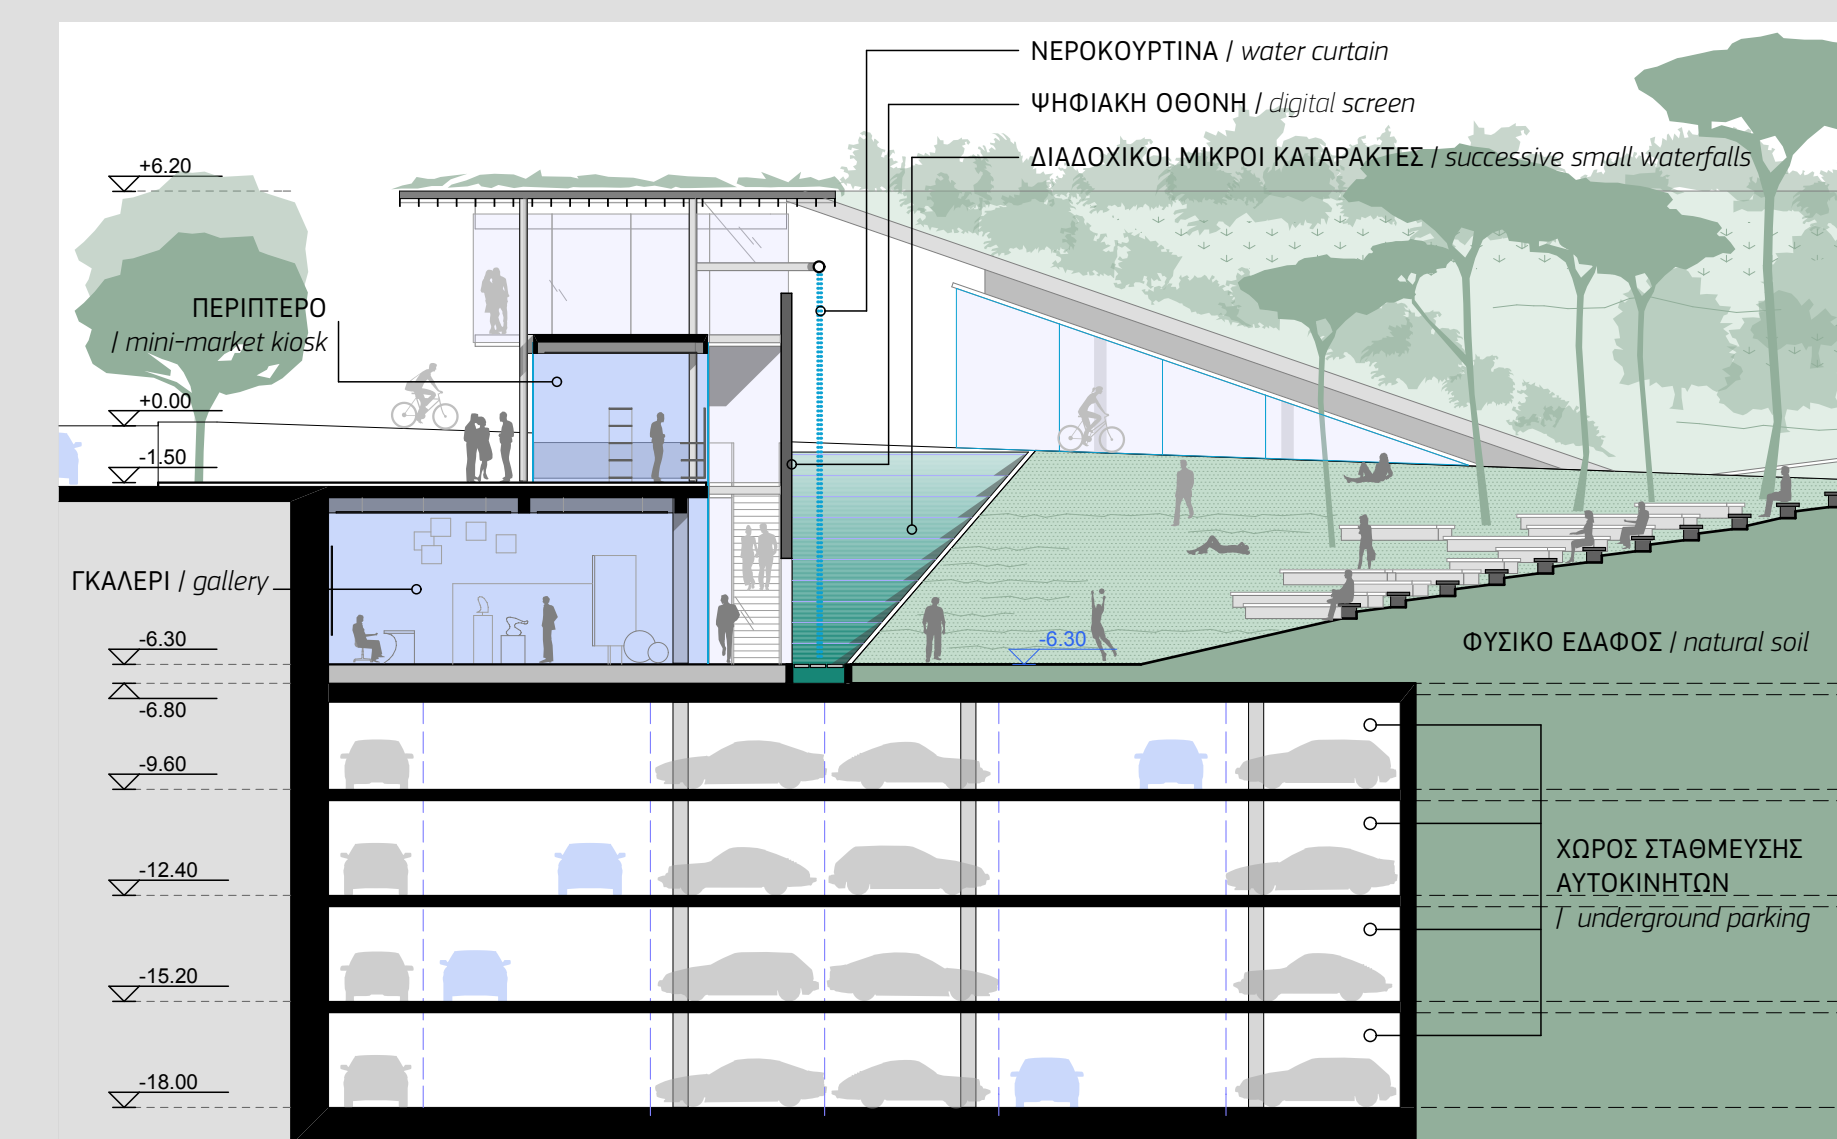 ΝΕΡΟΚΟΥΡΤΙΝΑ / water curtain
ΨΗΦΙΑΚΗ ΟΘΟΝΗ / digital screen
ΔΙΑΔΟΧΙΚΟΙ ΜΙΚΡΟΙ ΚΑΤΑΡΑΚΤΕΣ / successive small waterfalls
+6.20
ΠΕΡΙΠΤΕΡΟ
/ mini-market kiosk
+0.00
-1.50
ΓΚΑΛΕΡΙ / gallery
-6.30
-6.30
ΦΥΣΙΚΟ ΕΔΑΦΟΣ / natural soil
-6.80
-9.60
-12.40
ΧΩΡΟΣ ΣΤΑΘΜΕΥΣΗΣ
ΑΥΤΟΚΙΝΗΤΩΝ
/ underground parking
-15.20
-18.00